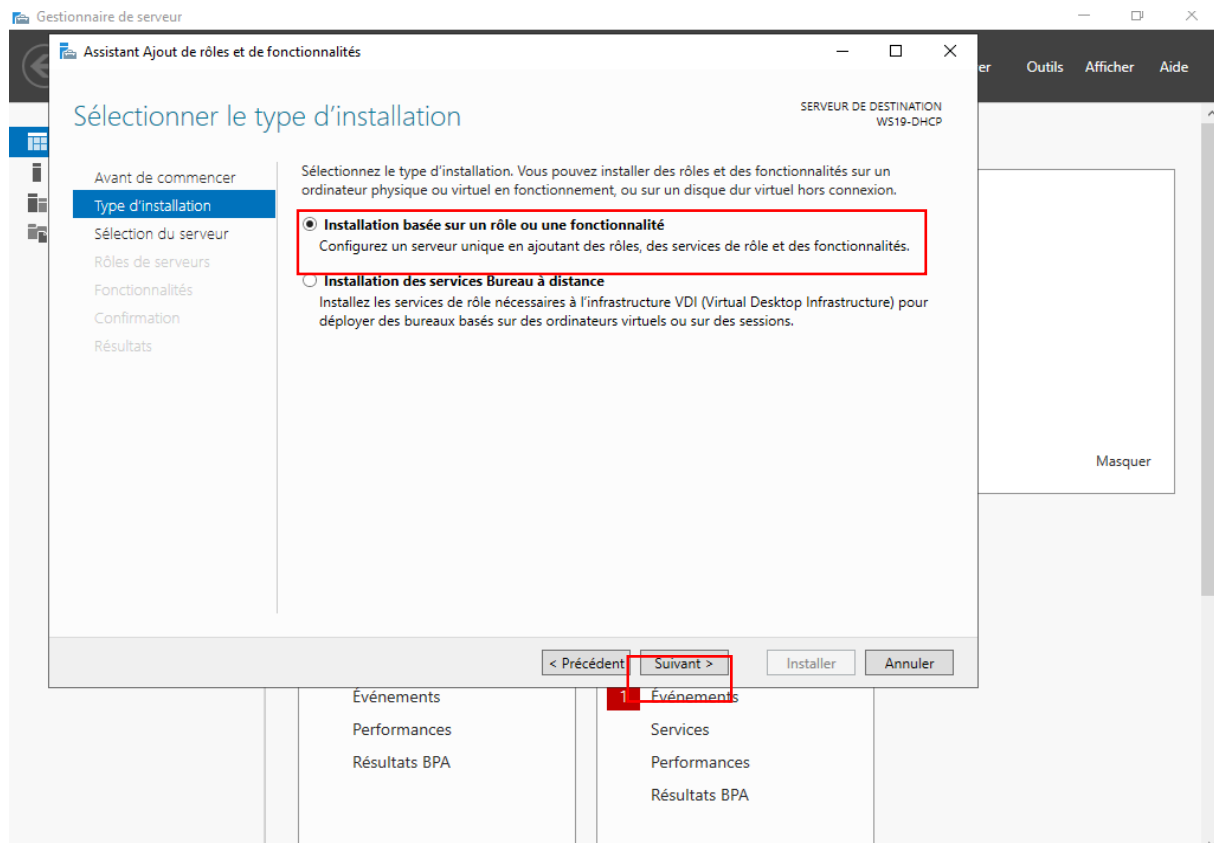 Gestionnaire de serveur
Assistant Ajout de rôles et de fonctionnalités
er Outils Afficher Aide
Sélectionner le type d'installation
SERVEUR DE DESTINATION
WS19-DHCP
Avant de commencer
Type d'installation
Sélection du serveur
Rôles de serveurs
Fonctionnalités
Confirmation
Résultats
Sélectionnez le type d'installation. Vous pouvez installer des rôles et des fonctionnalités sur un
ordinateur physique ou virtuel en fonctionnement, ou sur un disque dur virtuel hors connexion.
Installation basée sur un rôle ou une fonctionnalité
Configurez un serveur unique en ajoutant des rôles, des services de rôle et des fonctionnalités.
Installation des services Bureau à distance
Installez les services de rôle nécessaires à l'infrastructure VDI (Virtual Desktop Infrastructure) pour
déployer des bureaux basés sur des ordinateurs virtuels ou sur des sessions.
Masquer
< Précédent Suivant > Installer Annuler
Événements
Performances
Résultats BPA
1 Événements
Services
Performances
Résultats BPA